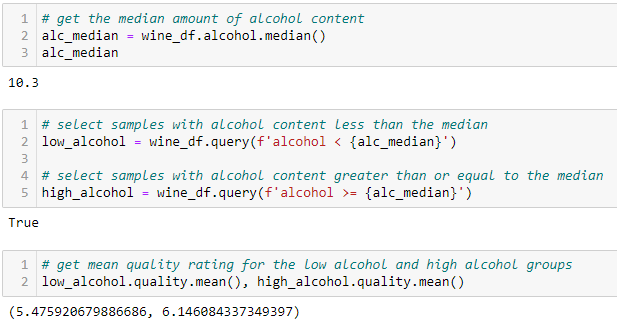 1 # get the median amount of alcohol content
2 alc_median = wine_df.alcohol.median()
3 alc_median
10.3
1 # select samples with alcohol content less than the median
2 low_alcohol = wine_df.query(f'alcohol < {alc_median}')
3
4 # select samples with alcohol content greater than or equal to the median
5 high_alcohol = wine_df.query(f'alcohol >= {alc_median}')
True
1 # get mean quality rating for the low alcohol and high alcohol groups
2 low_alcohol.quality.mean(), high_alcohol.quality.mean()
(5.475920679886686, 6.146084337349397)